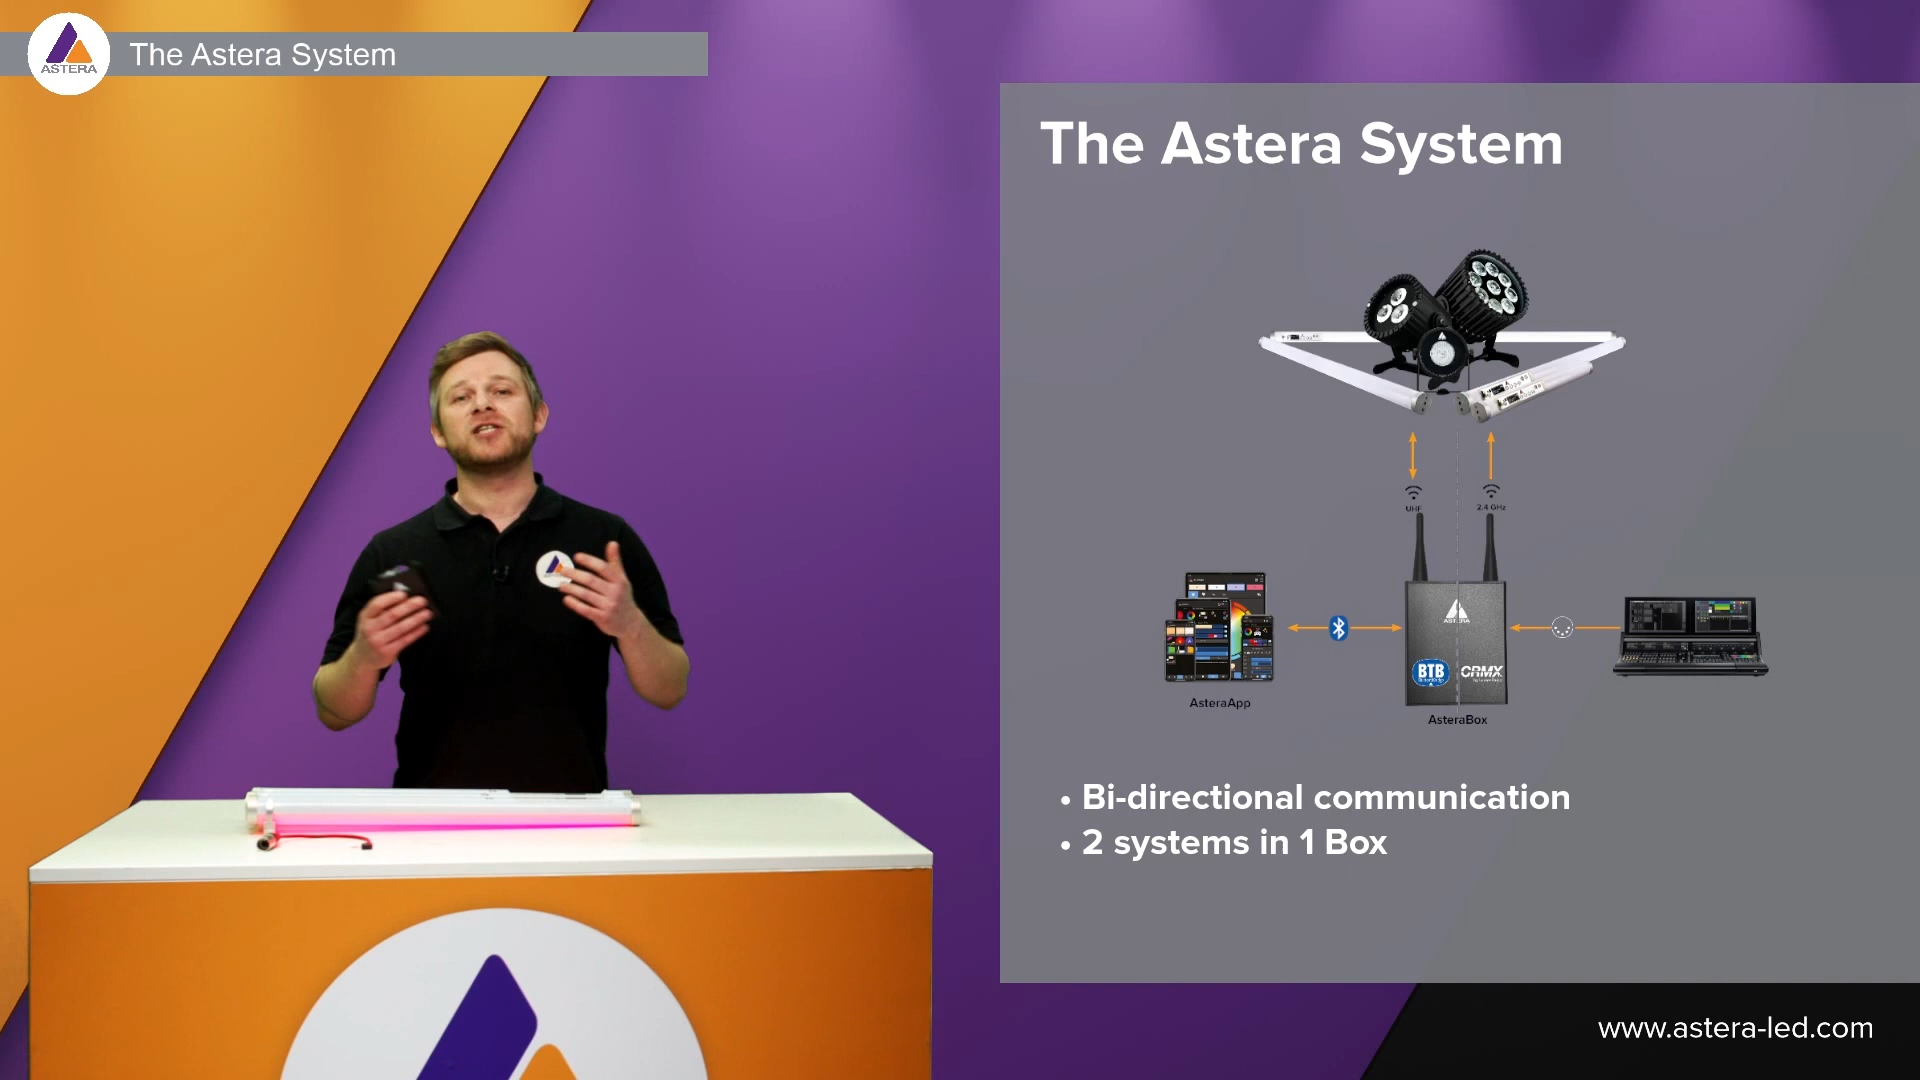 ASTERA
The Astera System
The Astera System
UHF
2.4 GHz
ASTERA
BTB
CRMX
AsteraApp
AsteraBox
• Bi-directional communication
• 2 systems in 1 Box
www.astera-led.com